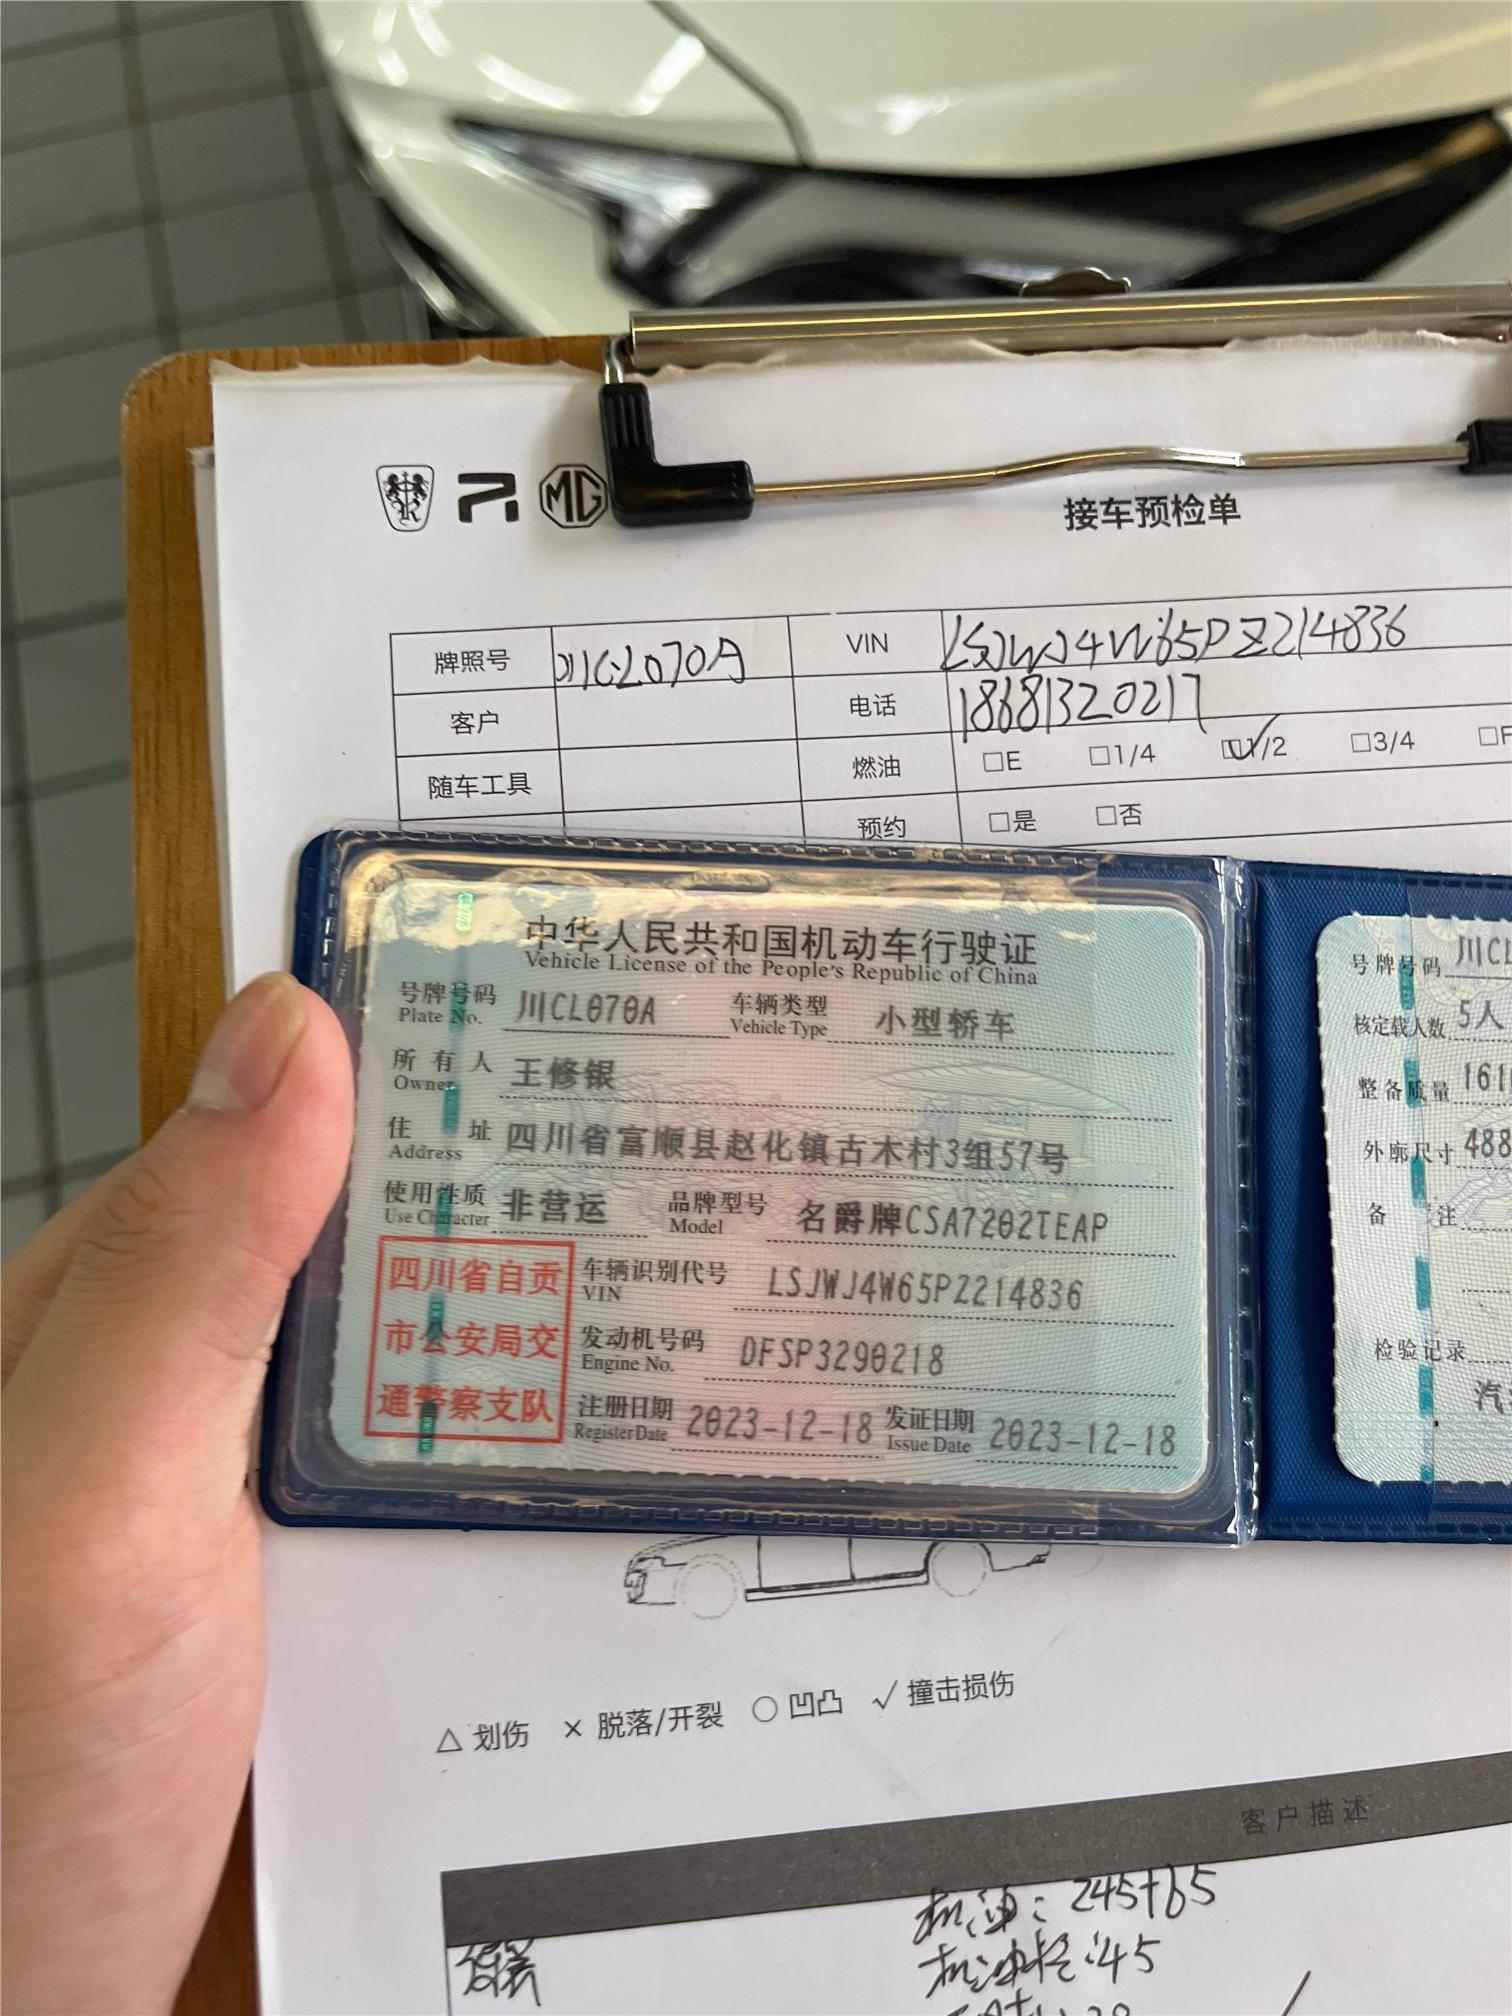 MG
接车预检单
牌照号 川CL070A VIN LSJWJ4W65PZ214836
客户 电话 18681320217
随车工具 燃油 □E □1/4 □1/2 □3/4 □F
预约 □是 □否
中华人民共和国机动车行驶证
Vehicle License of the People's Republic of China
号牌号码 川CL070A 车辆类型 小型轿车
Plate No. Vehicle Type
所有人 王修银
Owner
住址 四川省富顺县赵化镇古木村3组57号
Address
使用性质 非营运 品牌型号 名爵牌CSA7202TEAP
Use Character Model
四川省自贡
市公安局交
通警察支队
车辆识别代号 LSJWJ4W65PZ214836
VIN
发动机号码 DFSP3290218
Engine No.
注册日期 2023-12-18 发证日期 2023-12-18
Register Date Issue Date
号牌号码 川CL
核定载人数 5人
整备质量 161
外廓尺寸 488
备注
检验记录
汽
△ 划伤 × 脱落/开裂 ○ 凹凸 √ 撞击损伤
客户描述
机油: 245+65
机油格: 45